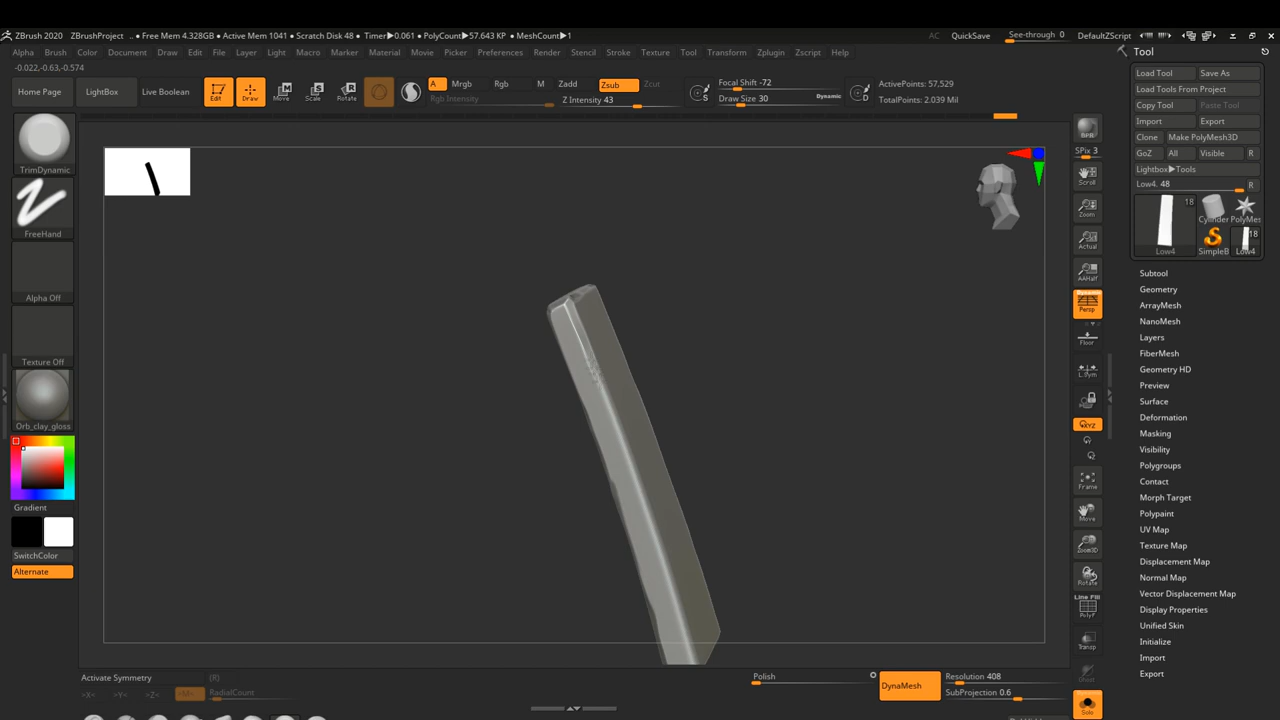 ZBrush 2020 ZBrushProject .. • Free Mem 4.328GB • Active Mem 1041 • Scratch Disk 48 • Timer▶0.061 • PolyCount▶57.643 KP • MeshCount▶1 AC QuickSave See-through 0 DefaultZScript
Alpha Brush Color Document Draw Edit File Layer Light Macro Marker Material Movie Picker Preferences Render Stencil Stroke Texture Tool Transform Zplugin Zscript Help
-0.022,-0.63,-0.574
Home Page LightBox Live Boolean Edit Draw Move Scale Rotate
A Mrgb Rgb M Zadd Zsub Zcut
Rgb Intensity Z Intensity 43
S Focal Shift -72
Draw Size 30 Dynamic D
ActivePoints: 57,529
TotalPoints: 2.039 Mil
TrimDynamic
FreeHand
Alpha Off
Texture Off
Orb_clay_gloss
Gradient
SwitchColor
Alternate
BPR
SPix 3
Scroll
Zoom
Actual
AAHalf
Dynamic
Persp
Floor
L.Sym
XYZ
Frame
Move
Zoom3D
Rotate
Line Fill
PolyF
Transp
Ghost
Solo
Tool
Load Tool Save As
Load Tools From Project
Copy Tool Paste Tool
Import Export
Clone Make PolyMesh3D
GoZ All Visible R
Lightbox▶Tools
Low4. 48 R
18
Cylinder PolyMes
18
Low4 SimpleB Low4
Subtool
Geometry
ArrayMesh
NanoMesh
Layers
FiberMesh
Geometry HD
Preview
Surface
Deformation
Masking
Visibility
Polygroups
Contact
Morph Target
Polypaint
UV Map
Texture Map
Displacement Map
Normal Map
Vector Displacement Map
Display Properties
Unified Skin
Initialize
Import
Export
Activate Symmetry (R)
>X< >Y< >Z< >M< RadialCount
Polish
DynaMesh
Resolution 408
SubProjection 0.6